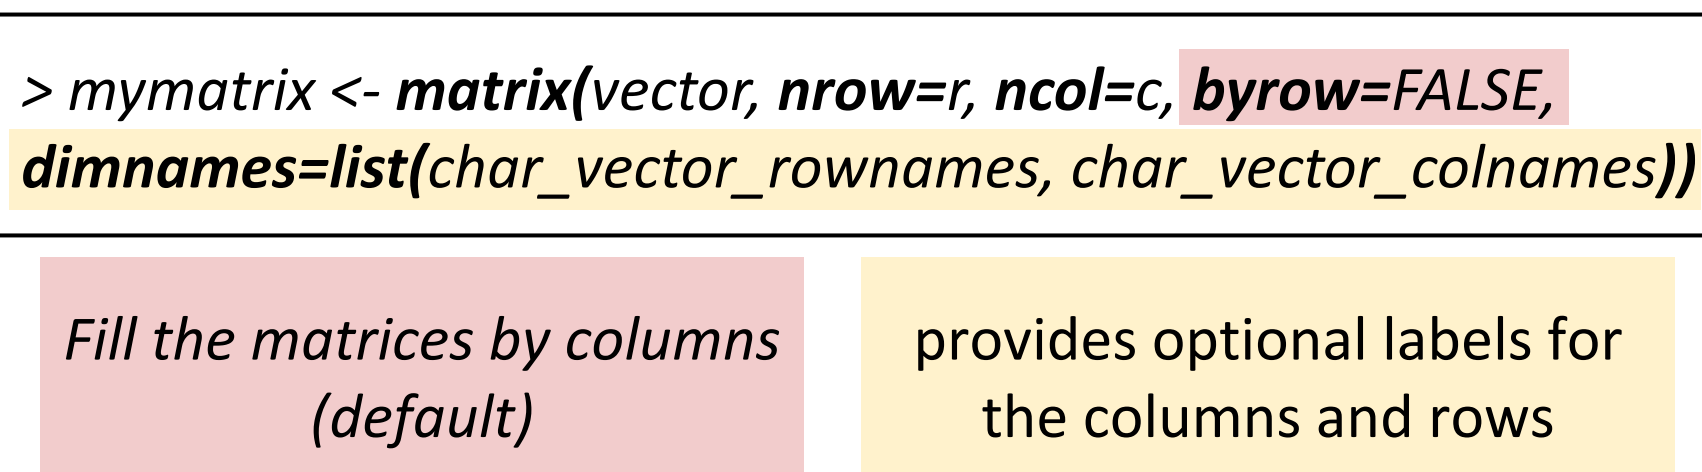 > mymatrix <- matrix(vector, nrow=r, ncol=c, byrow=FALSE,
dimnames=list(char_vector_rownames, char_vector_colnames))
Fill the matrices by columns
(default)
provides optional labels for
the columns and rows